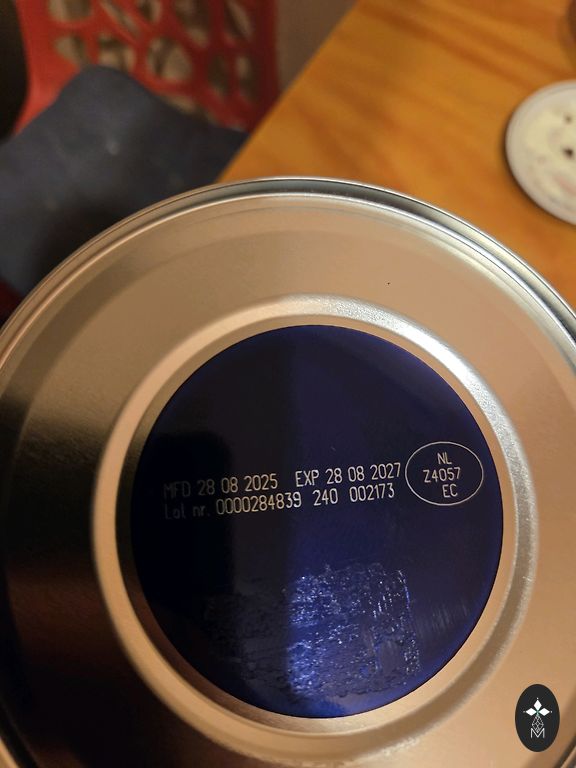 MFD 28 08 2025 EXP 28 08 2027
Lot nr. 0000284839 240 002173
NL
Z4057
EC
M